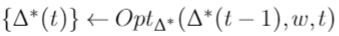 {Δ*(t)} ← Opt_{Δ*}(Δ*(t − 1), w, t)